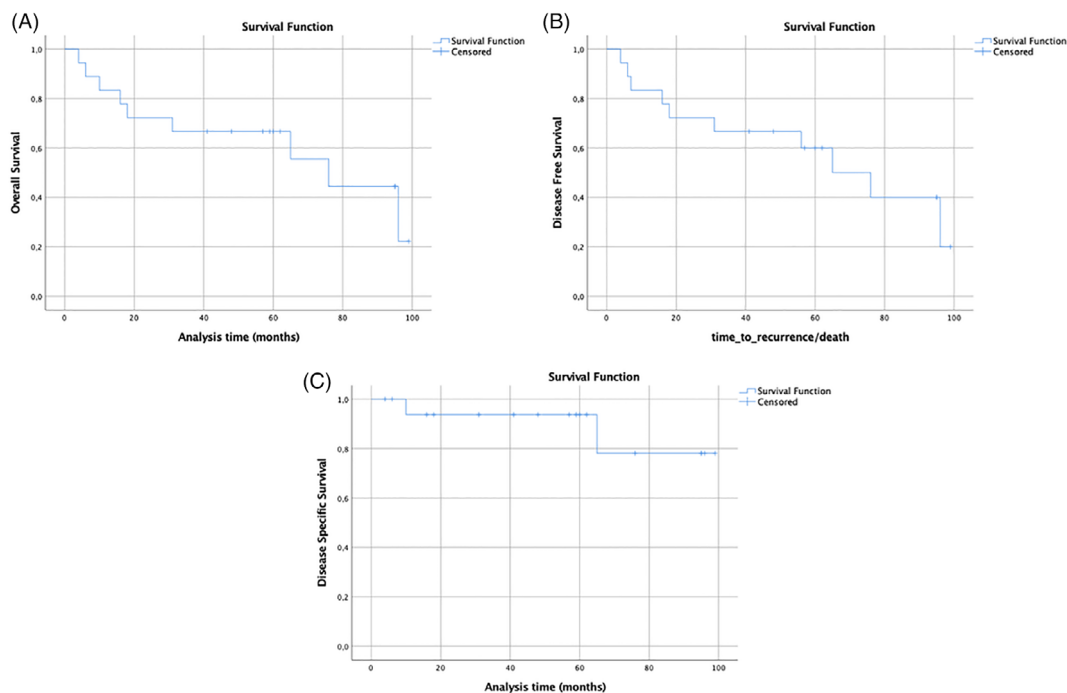 (A)
Survival Function
Survival Function
Censored
1,0
0,8
0,6
0,4
0,2
0,0
Overall Survival
0 20 40 60 80 100
Analysis time (months)
(B)
Survival Function
Survival Function
Censored
1,0
0,8
0,6
0,4
0,2
0,0
Disease Free Survival
0 20 40 60 80 100
time_to_recurrence/death
(C)
Survival Function
Survival Function
Censored
1,0
0,8
0,6
0,4
0,2
0,0
Disease Specific Survival
0 20 40 60 80 100
Analysis time (months)